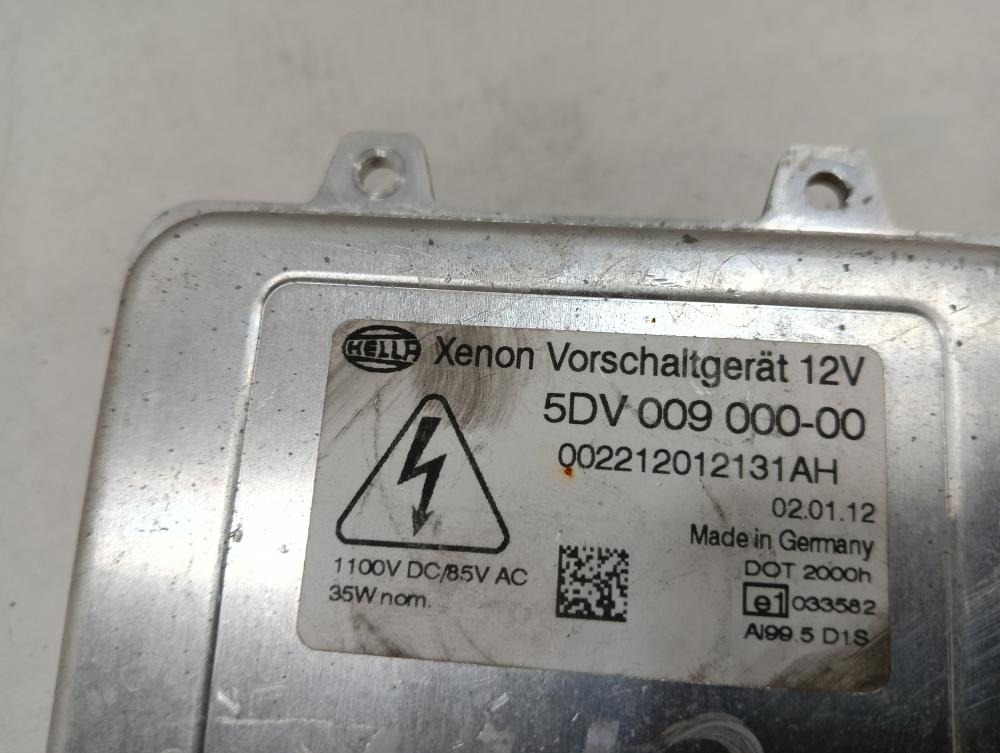 HELLA Xenon Vorschaltgerät 12V
5DV 009 000-00
002212012131AH
02.01.12
Made in Germany
1100V DC/85V AC
DOT 2000h
35W nom.
e1 033582
Al99.5 D1S